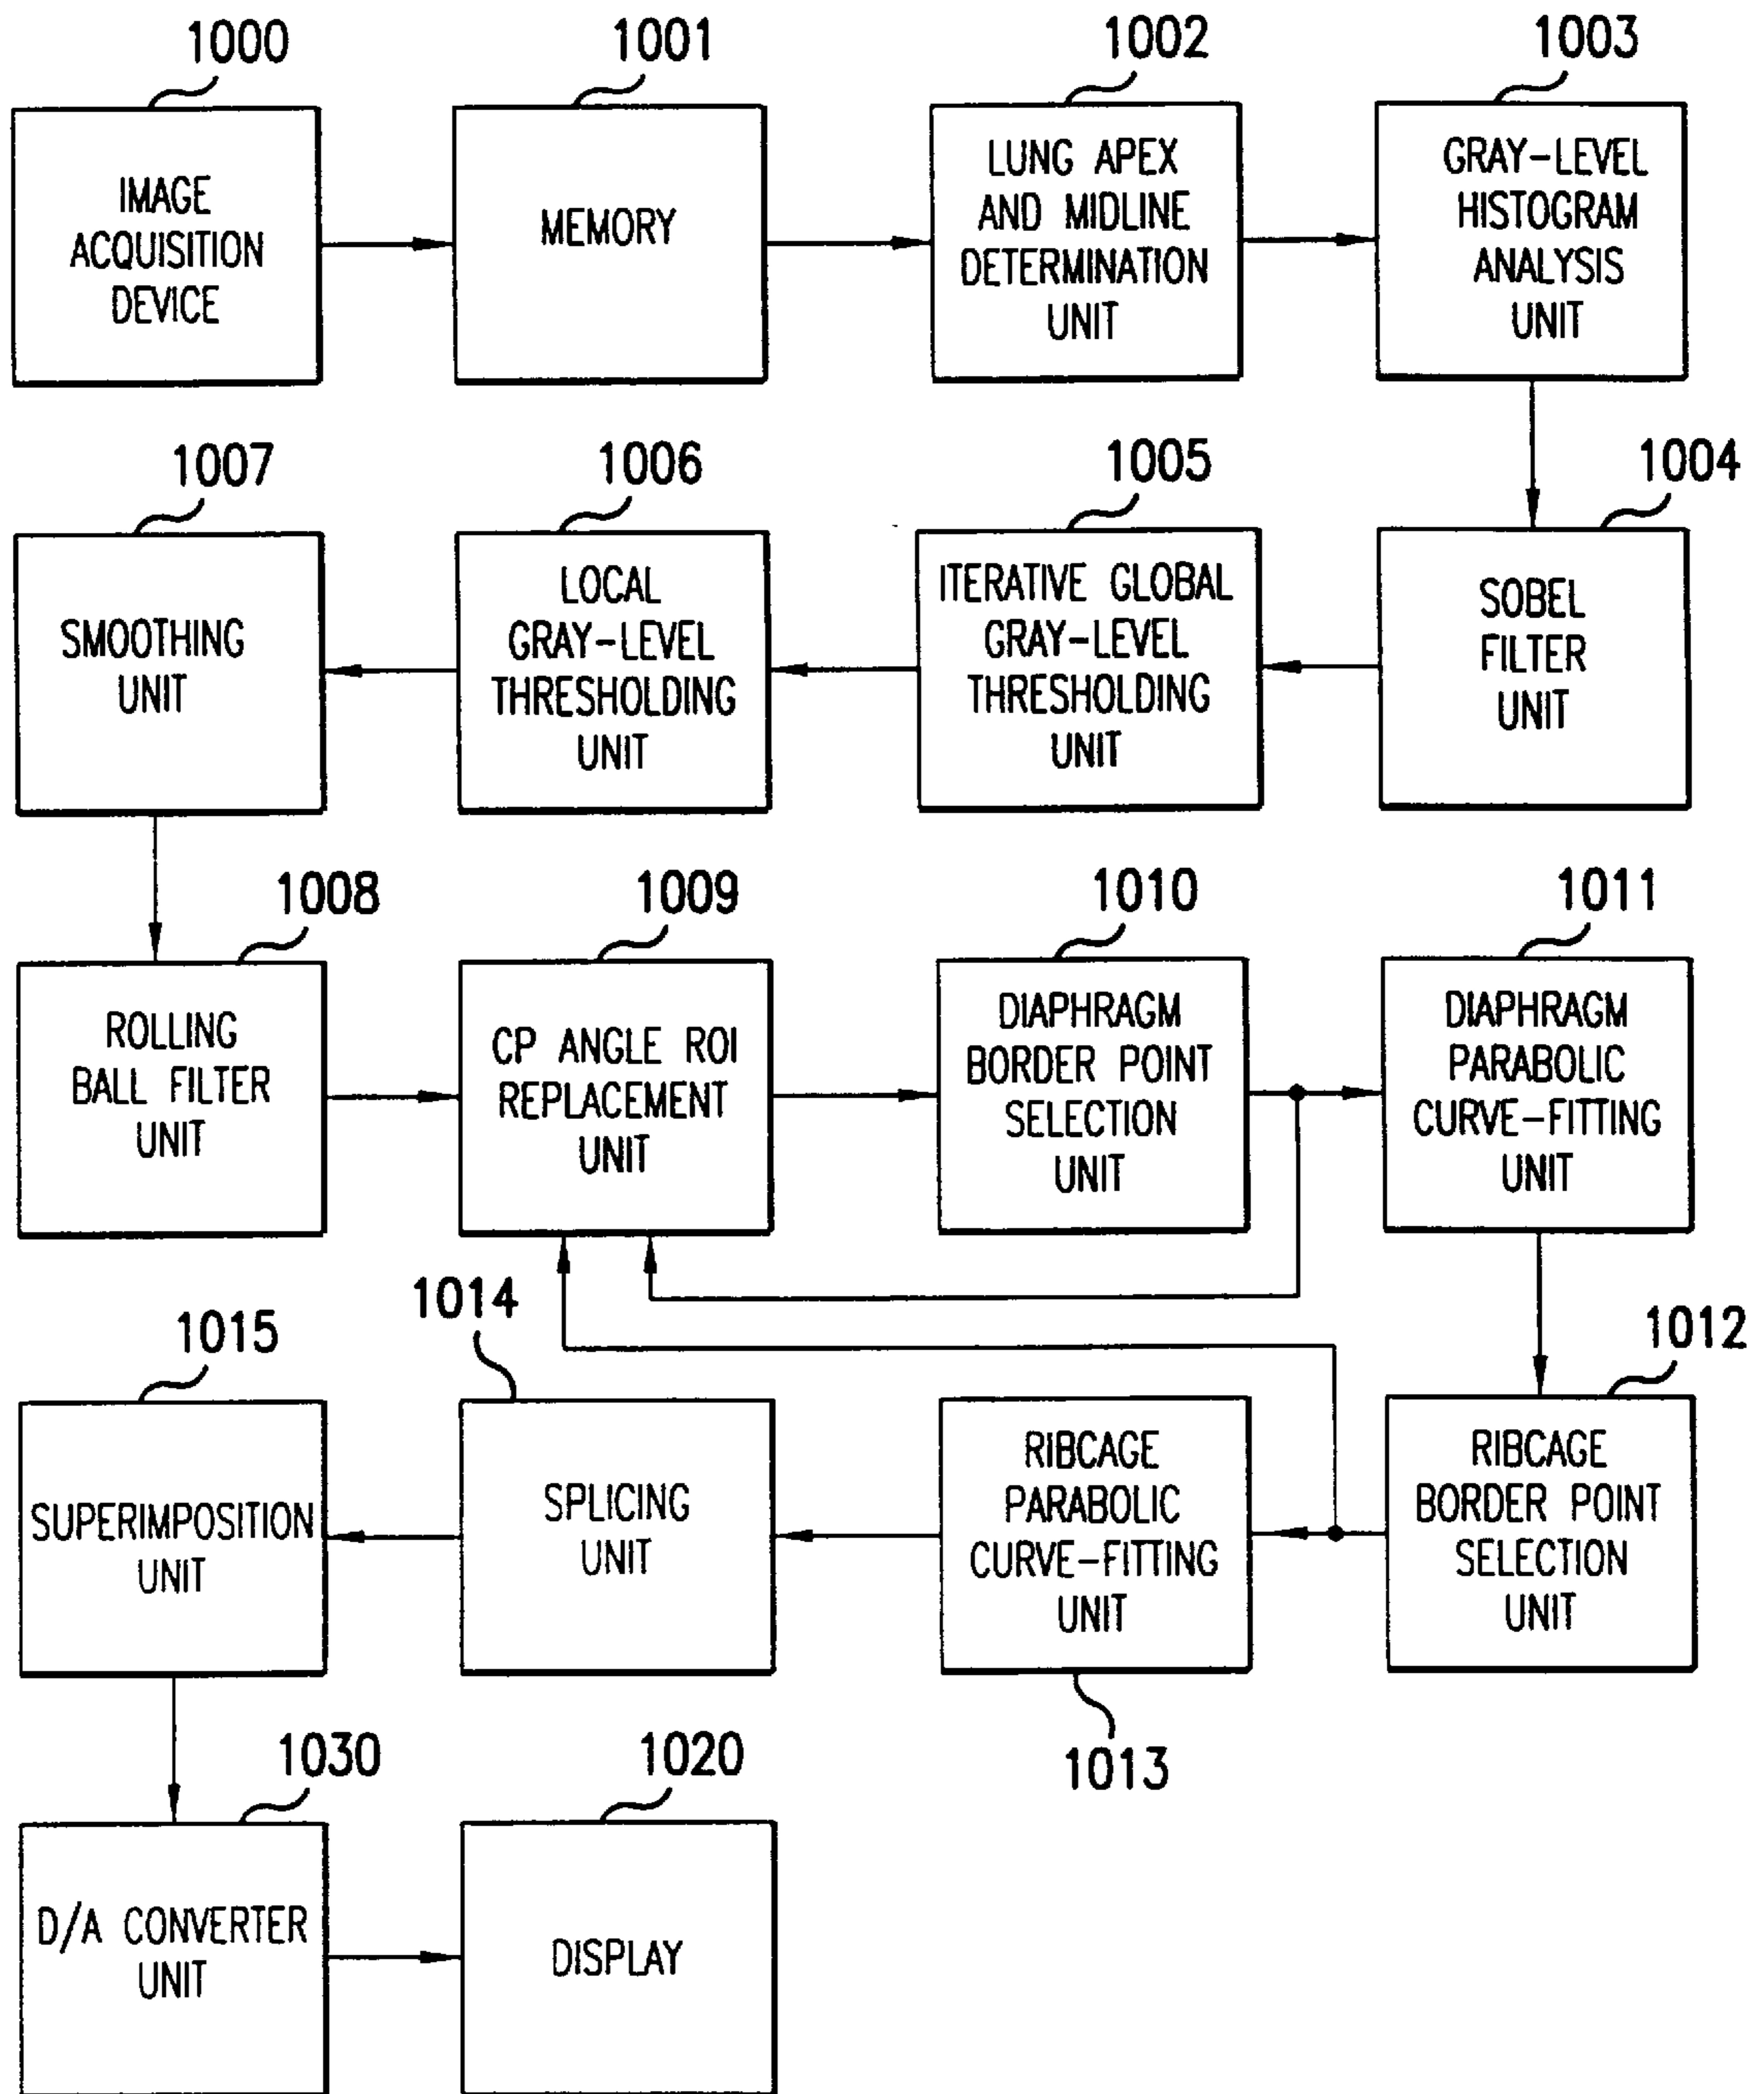 1000
1001
1002
1003
IMAGE
ACQUISITION
DEVICE
MEMORY
LUNG APEX
AND MIDLINE
DETERMINATION
UNIT
GRAY-LEVEL
HISTOGRAM
ANALYSIS
UNIT
1007
1006
1005
1004
SMOOTHING
UNIT
LOCAL
GRAY-LEVEL
THRESHOLDING
UNIT
ITERATIVE GLOBAL
GRAY-LEVEL
THRESHOLDING
UNIT
SOBEL
FILTER
UNIT
1008
1009
1010
1011
ROLLING
BALL FILTER
UNIT
CP ANGLE ROI
REPLACEMENT
UNIT
DIAPHRAGM
BORDER POINT
SELECTION
UNIT
DIAPHRAGM
PARABOLIC
CURVE-FITTING
UNIT
1015
1014
1012
SUPERIMPOSITION
UNIT
SPLICING
UNIT
RIBCAGE
PARABOLIC
CURVE-FITTING
UNIT
RIBCAGE
BORDER POINT
SELECTION
UNIT
1013
1030
1020
D/A CONVERTER
UNIT
DISPLAY